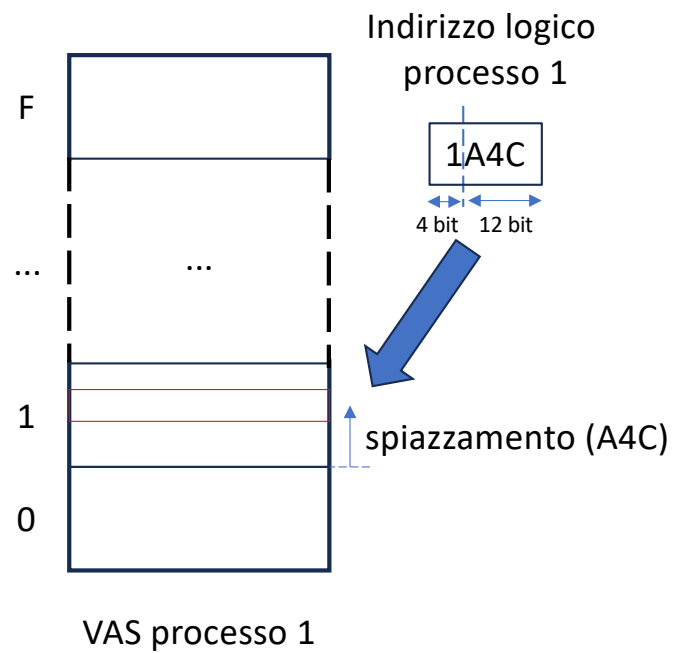 Indirizzo logico
processo 1
F
1A4C
4 bit
12 bit
...
...
1
spiazzamento (A4C)
0
VAS processo 1